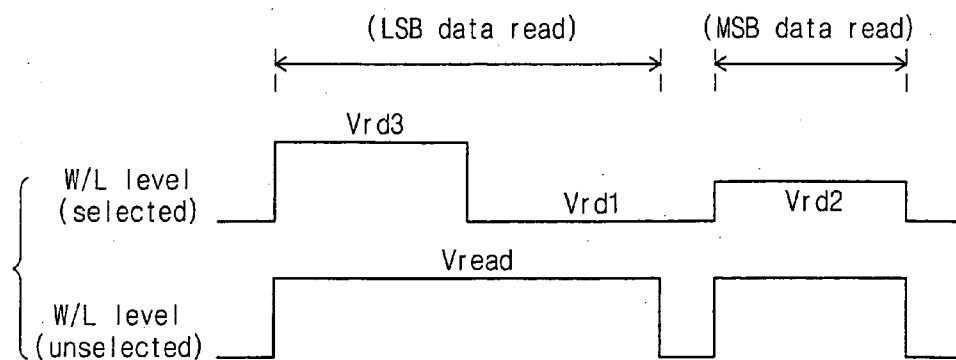 (LSB data read)
(MSB data read)
Vrd3
W/L level
(selected)
Vrd1
Vrd2
Vread
W/L level
(unselected)